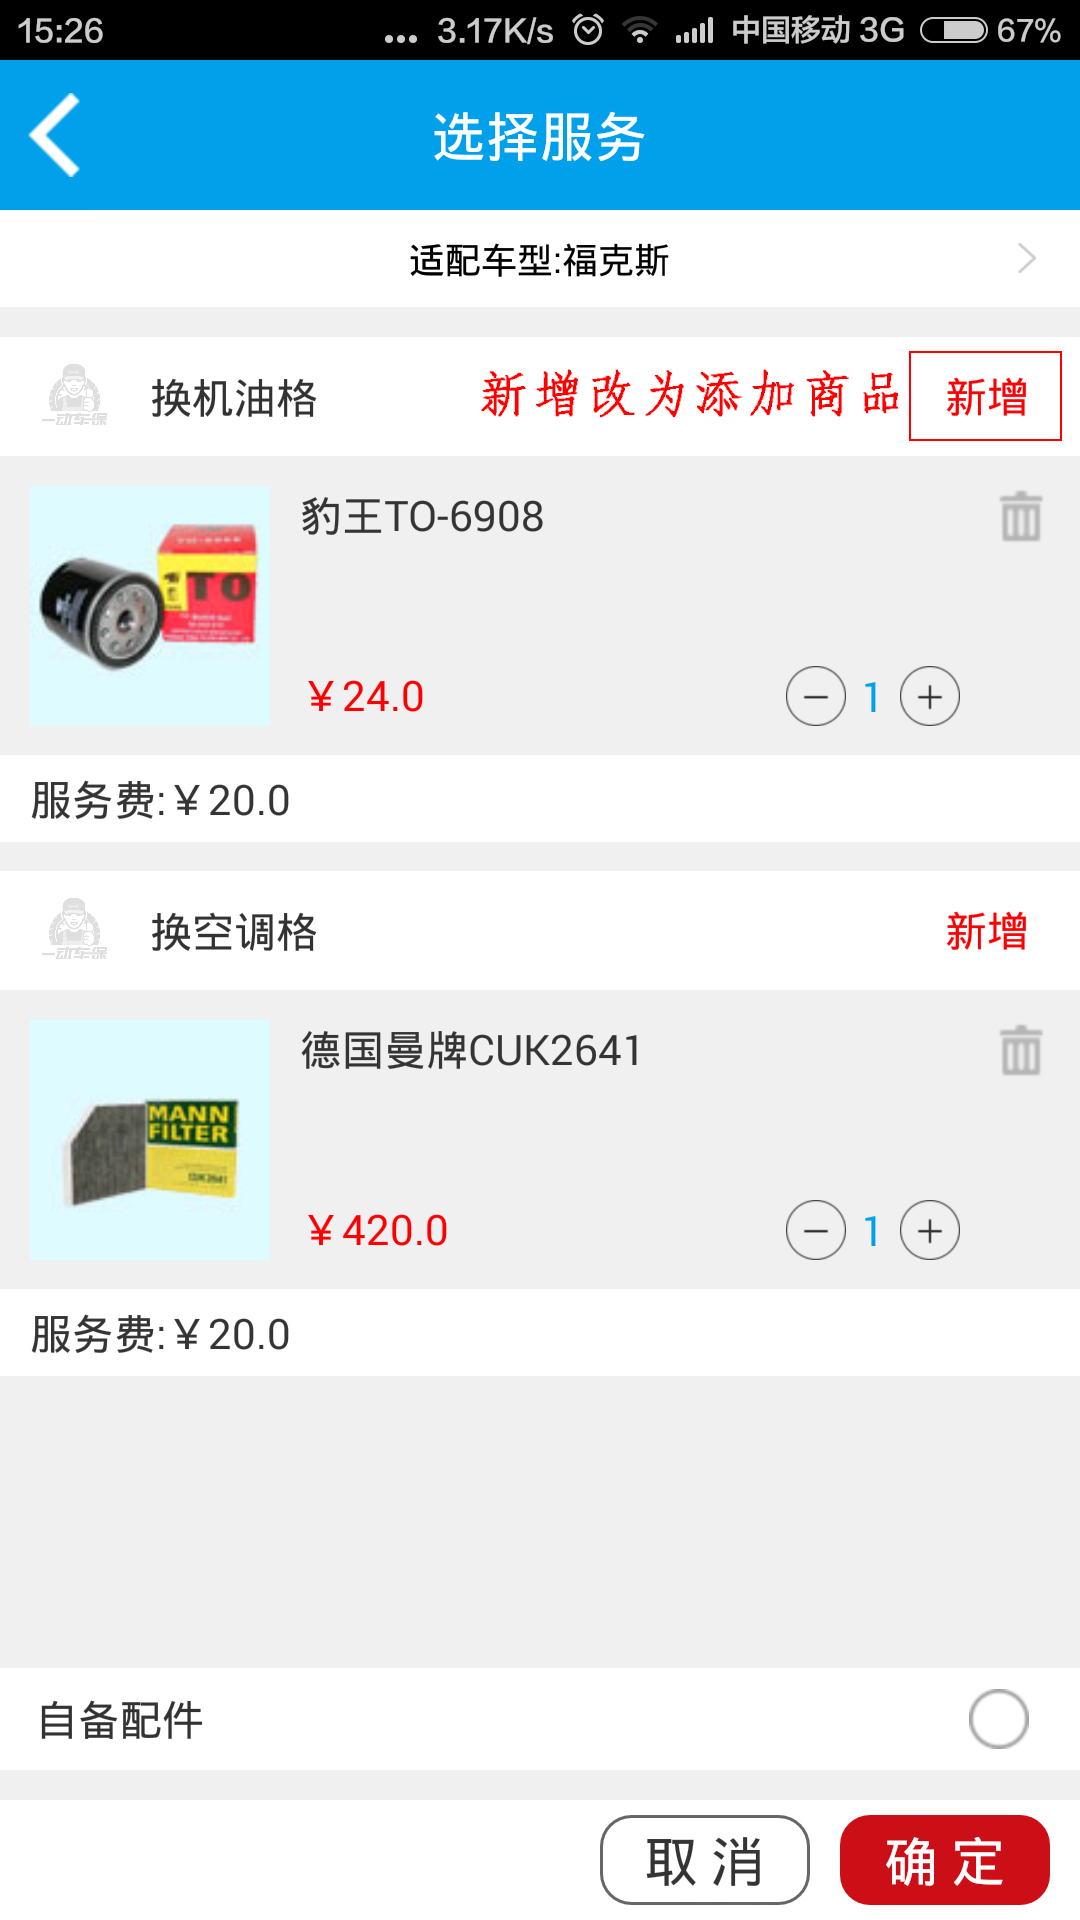 15:26 ... 3.17K/s 中国移动 3G 67%
选择服务
适配车型:福克斯
一动车保 换机油格 新增改为添加商品 新增
豹王TO-6908
TO
￥24.0 1
服务费:￥20.0
一动车保 换空调格 新增
德国曼牌CUK2641
MANN
FILTER
CUK2641
￥420.0 1
服务费:￥20.0
自备配件
取消 确定